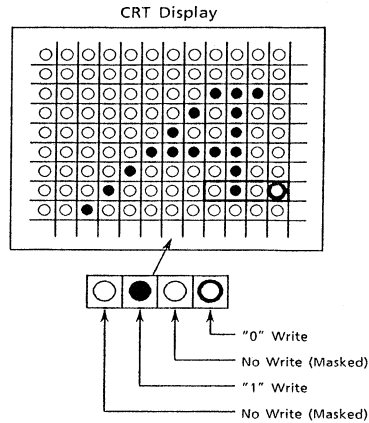 CRT Display
"0" Write
No Write (Masked)
"1" Write
No Write (Masked)